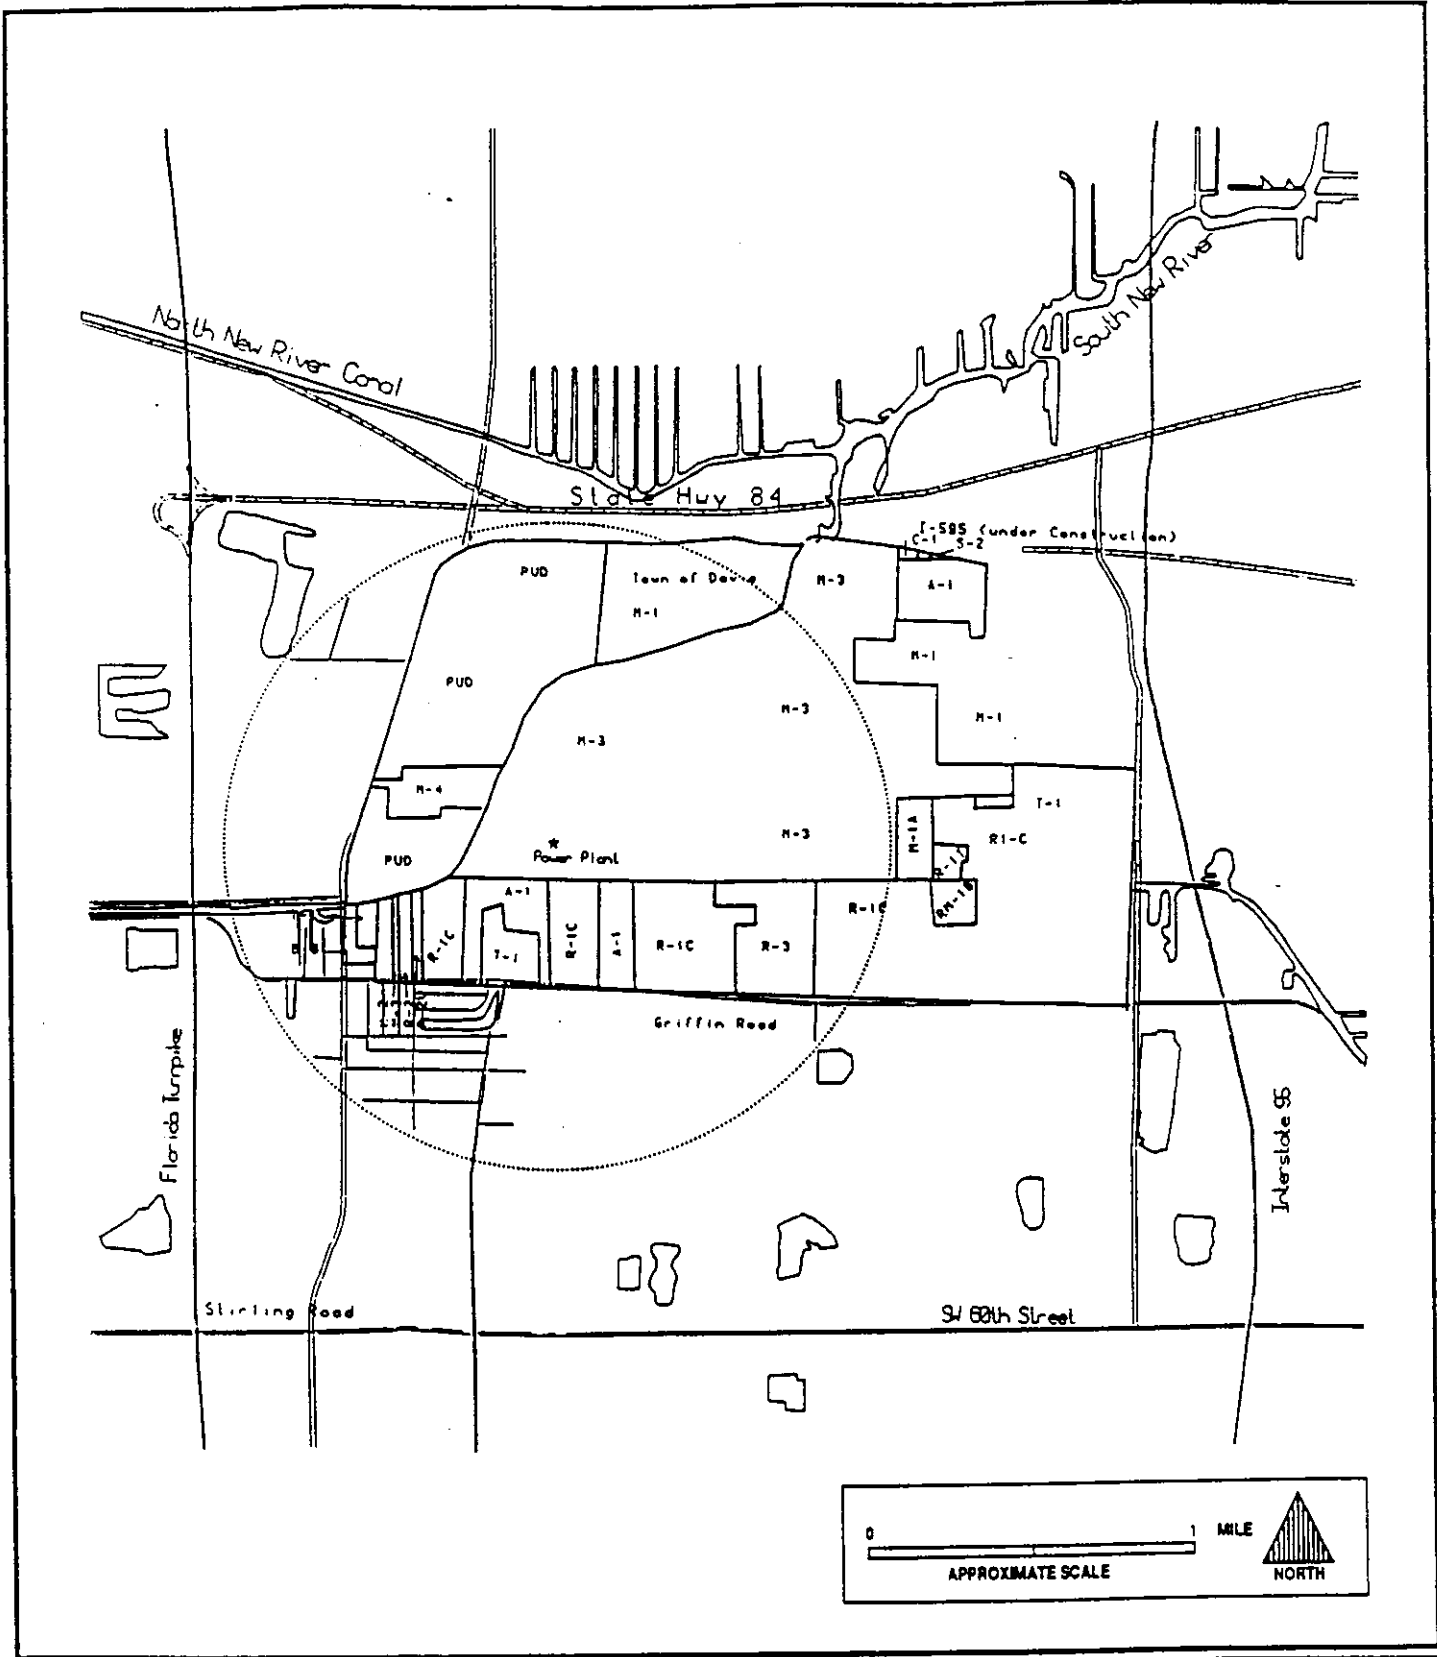 South New River
North New River Canal
State Hwy 84
I-595 (under Construction)
C-1
S-2
PUD
Town of Davie
M-3
A-1
M-1
M-1
PUD
M-3
M-1
M-3
M-4
T-1
M-3
M-1A
R1-C
*
Power Plant
PUD
A-1
R-1C
RM-10
R-1C
R-1C
A-1
R-1C
R-3
T-1
Griffin Road
Florida Turnpike
Interstate 95
Stirling Road
SW 60th Street
0
1
MILE
APPROXIMATE SCALE
NORTH